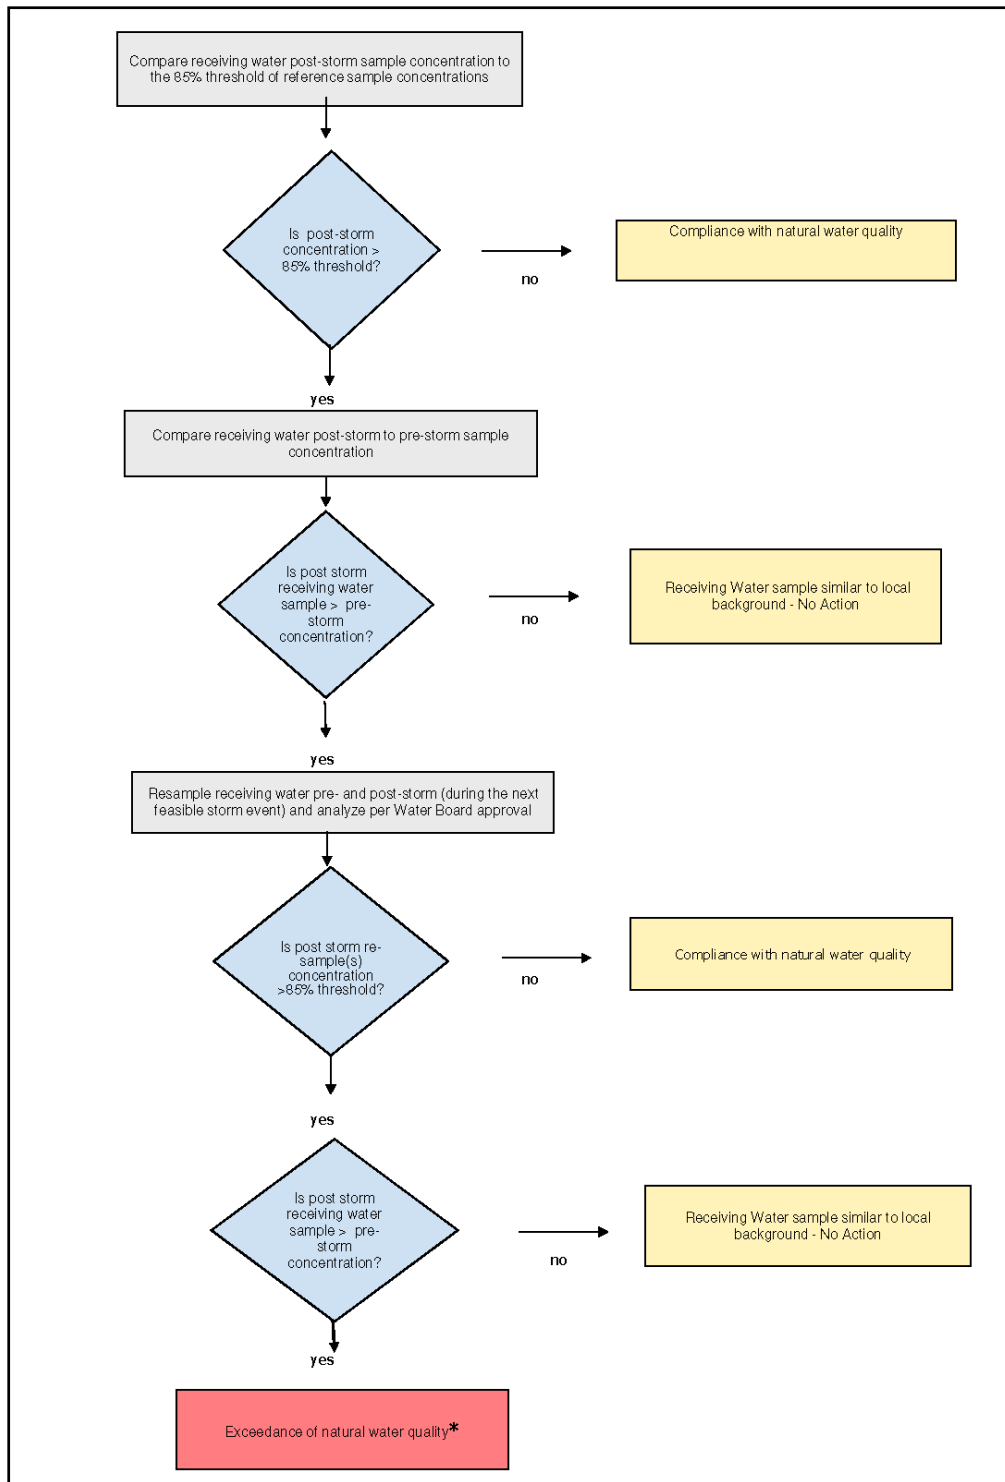 Compare receiving water post-storm sample concentration to
the 85% threshold of reference sample concentrations
Is post-storm
concentration >
85% threshold?
no
Compliance with natural water quality
yes
Compare receiving water post-storm to pre-storm sample
concentration
Is post storm
receiving water
sample > pre-
storm
concentration?
no
Receiving Water sample similar to local
background - No Action
yes
Resample receiving water pre- and post-storm (during the next
feasible storm event) and analyze per Water Board approval
Is post storm re-
sample(s)
concentration
>85% threshold?
no
Compliance with natural water quality
yes
Is post storm
receiving water
sample > pre-
storm
concentration?
no
Receiving Water sample similar to local
background - No Action
yes
Exceedance of natural water quality*